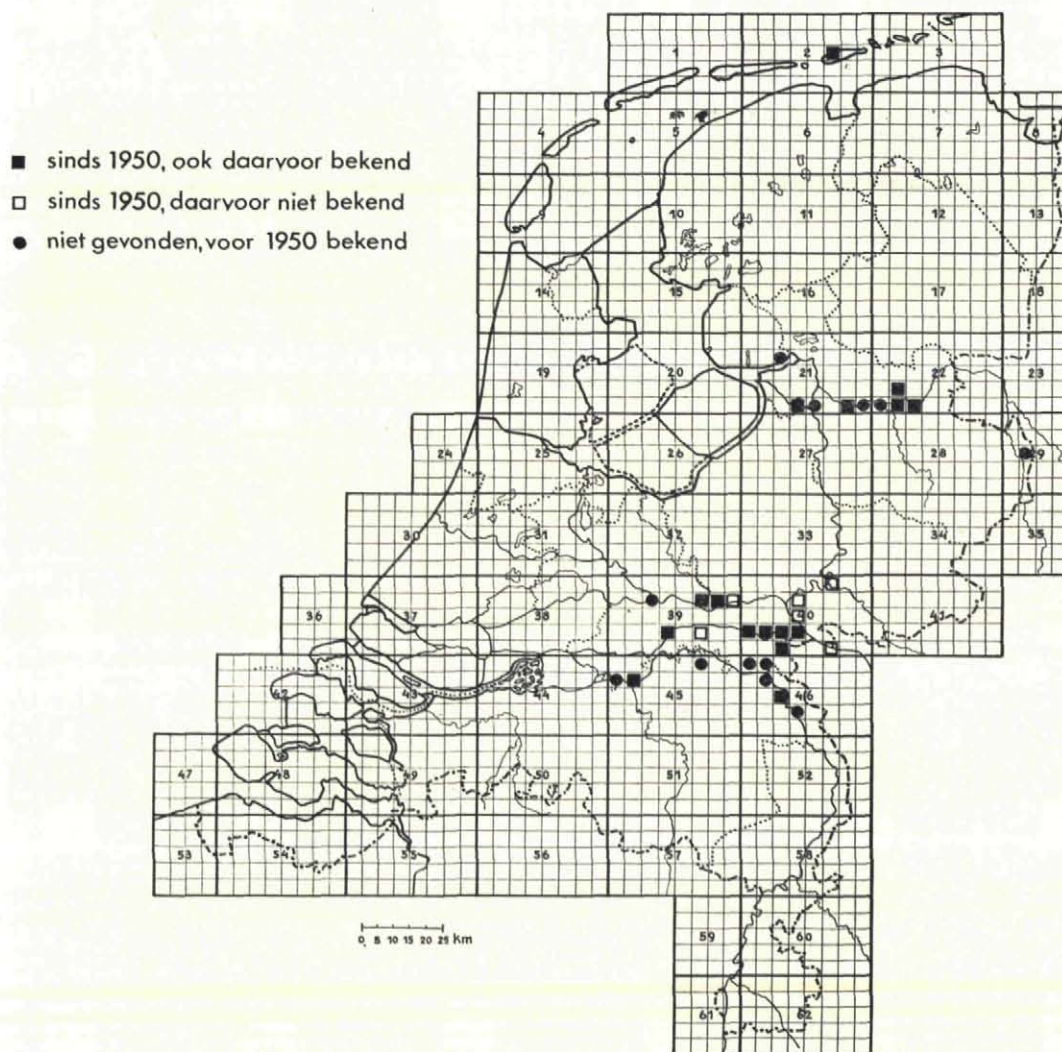 ■ sinds 1950, ook daarvoor bekend
□ sinds 1950, daarvoor niet bekend
● niet gevonden, voor 1950 bekend
1 2 3
4 5 6 7 8
9 10 11 12 13
14 15 16 17 18
19 20 21 22 23
24 25 26 27 28 29
30 31 32 33 34 35
36 37 38 39 40 41
42 43 44 45 46
47 48 49 50 51 52
53 54 55 56 57 58
59 60
61 62
0 5 10 15 20 25 km